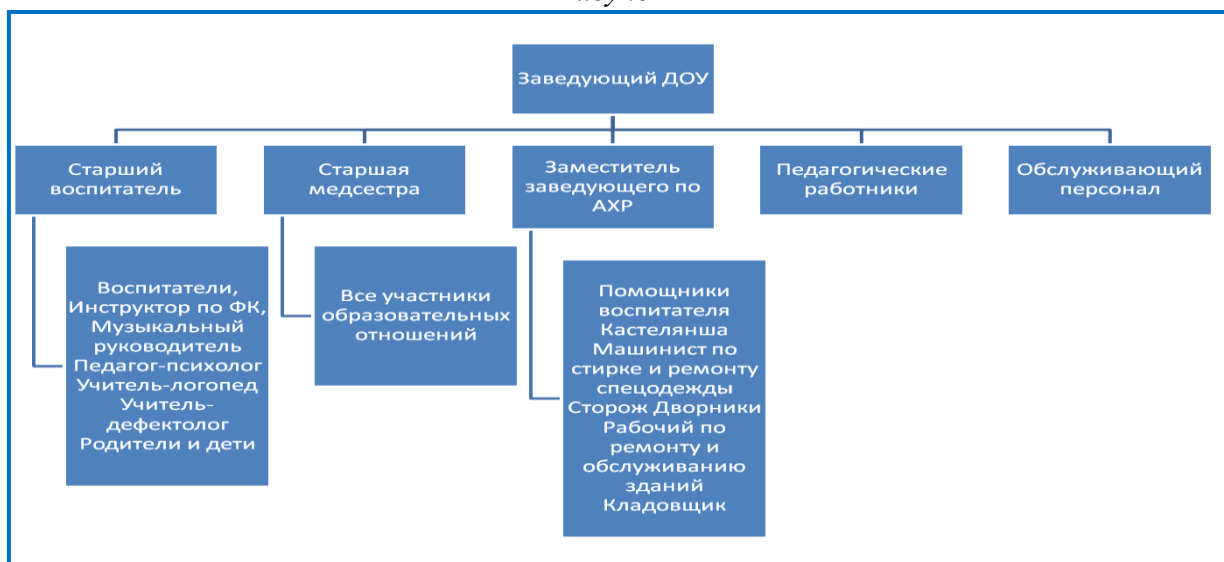 Заведующий ДОУ
Старший
воспитатель
Старшая
медсестра
Заместитель
заведующего по
АХР
Педагогические
работники
Обслуживающий
персонал
Воспитатели,
Инструктор по ФК,
Музыкальный
руководитель
Педагог-психолог
Учитель-логопед
Учитель-
дефектолог
Родители и дети
Все участники
образовательных
отношений
Помощники
воспитателя
Кастелянша
Машинист по
стирке и ремонту
спецодежды
Сторож Дворники
Рабочий по
ремонту и
обслуживанию
зданий
Кладовщик